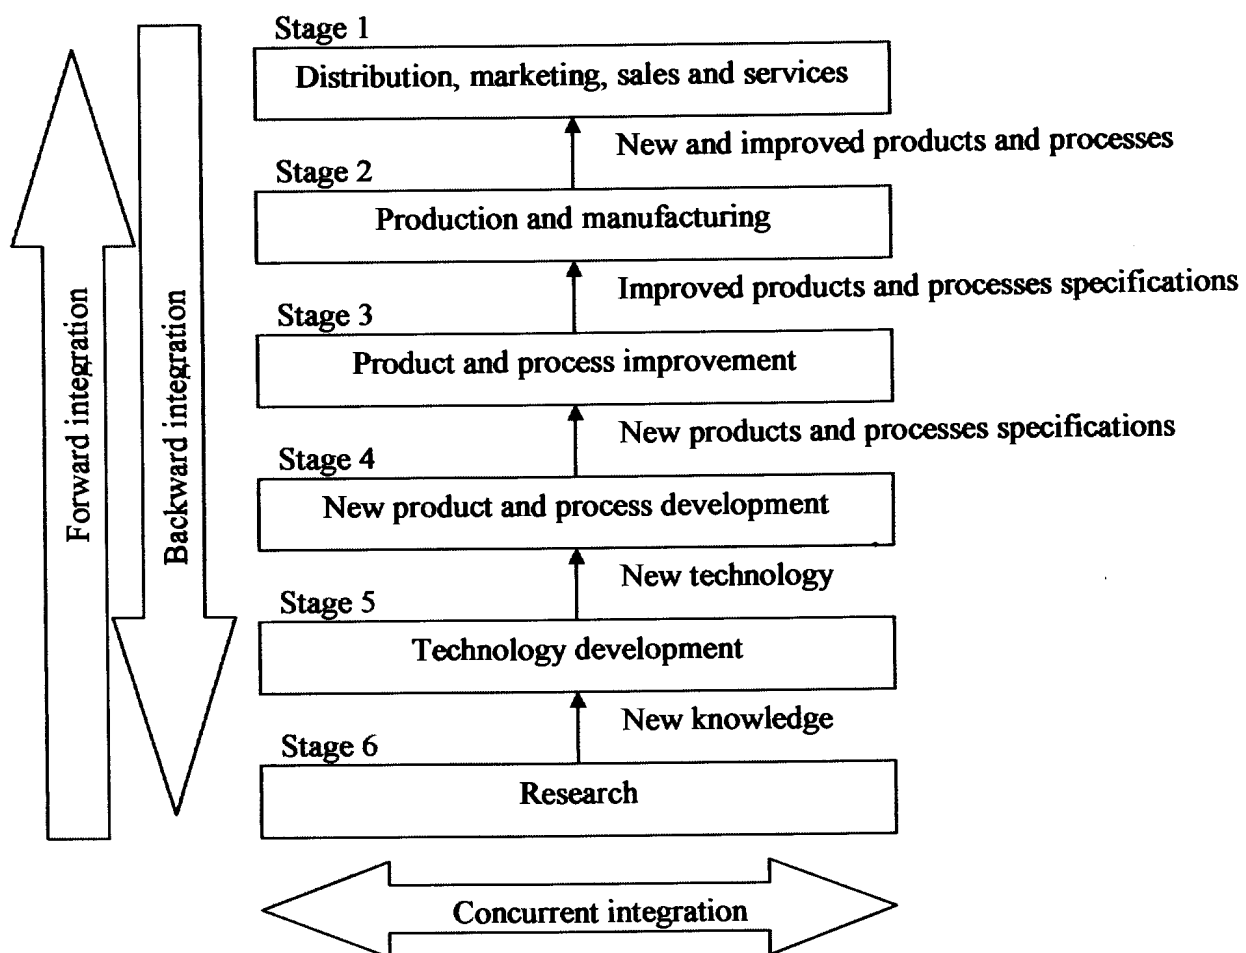 Stage 1
Distribution, marketing, sales and services
New and improved products and processes
Stage 2
Production and manufacturing
Improved products and processes specifications
Stage 3
Product and process improvement
New products and processes specifications
Stage 4
New product and process development
New technology
Stage 5
Technology development
New knowledge
Stage 6
Research
Forward integration
Backward integration
Concurrent integration